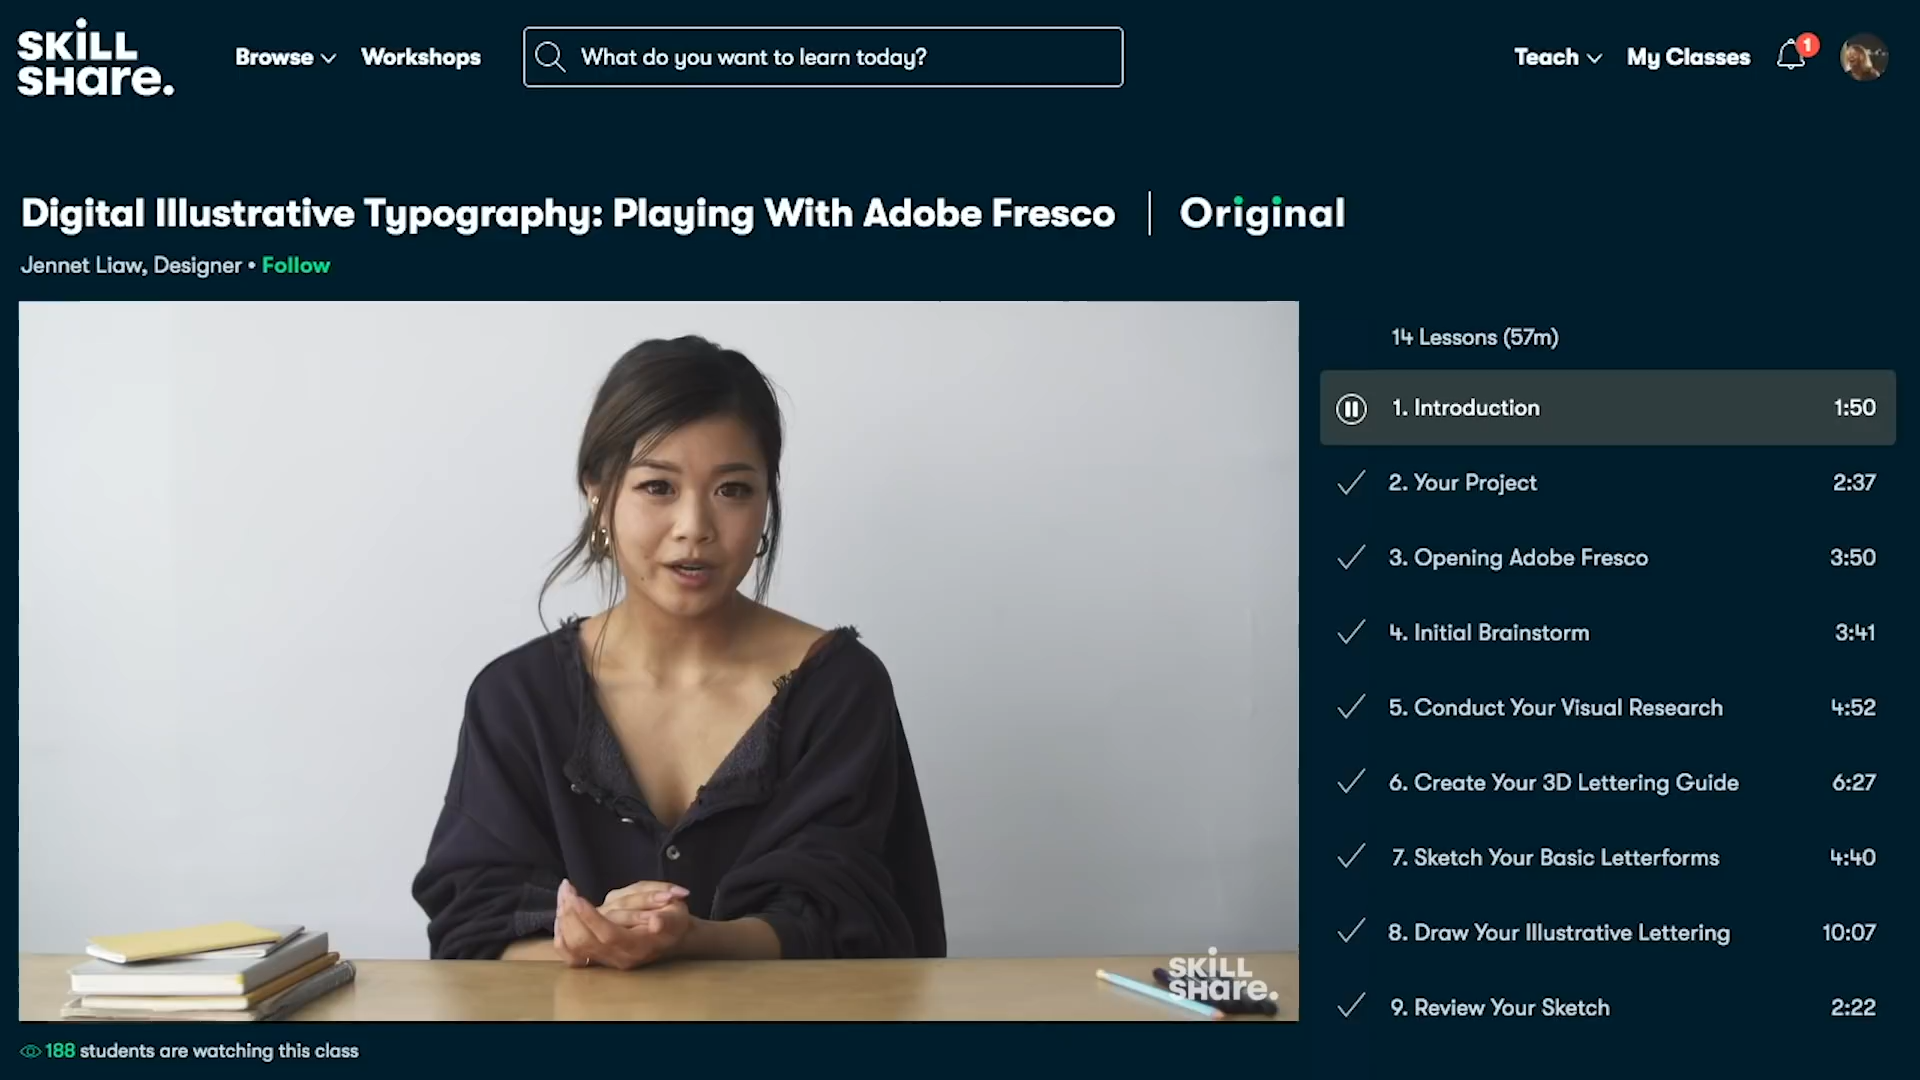 SKILL
SHare.
Browse
Workshops
What do you want to learn today?
Teach
My Classes
1
Digital Illustrative Typography: Playing With Adobe Fresco | Original
Jennet Liaw, Designer • Follow
14 Lessons (57m)
1. Introduction 1:50
2. Your Project 2:37
3. Opening Adobe Fresco 3:50
4. Initial Brainstorm 3:41
5. Conduct Your Visual Research 4:52
6. Create Your 3D Lettering Guide 6:27
7. Sketch Your Basic Letterforms 4:40
8. Draw Your Illustrative Lettering 10:07
9. Review Your Sketch 2:22
SKILL
SHare.
188 students are watching this class